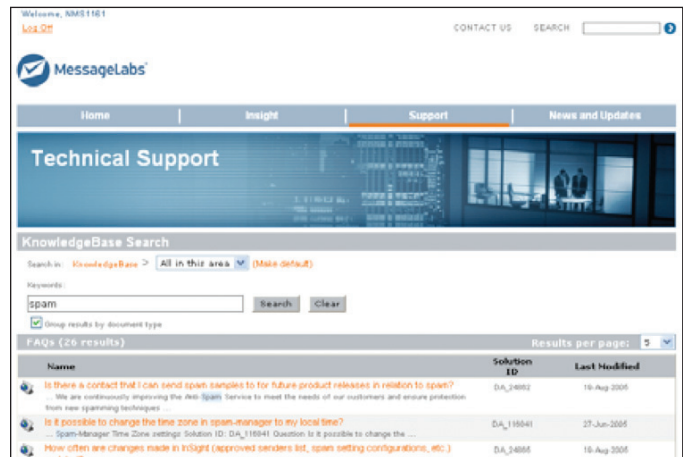 Welcome, NMS1161
Log Off
CONTACT US SEARCH
MessageLabs
Home Insight Support News and Updates
Technical Support
KnowledgeBase Search
Search in: KnowledgeBase > All in this area (Make default)
Keywords:
spam Search Clear
Group results by document type
FAQs (26 results) Results per page: 5
Name Solution ID Last Modified
Is there a contact that I can send spam samples to for future product releases in relation to spam? DA_24862 19-Aug-2005
... We are continuously improving the Anti-Spam Service to meet the needs of our customers and ensure protection
from new spamming techniques ...
Is it possible to change the time zone in spam-manager to my local time? DA_116941 27-Jun-2005
... Spam-Manager Time Zone settings Solution ID: DA_116941 Question Is it possible to change the ...
How often are changes made in InSight (approved senders list, spam setting configurations, etc.) DA_24865 19-Aug-2005